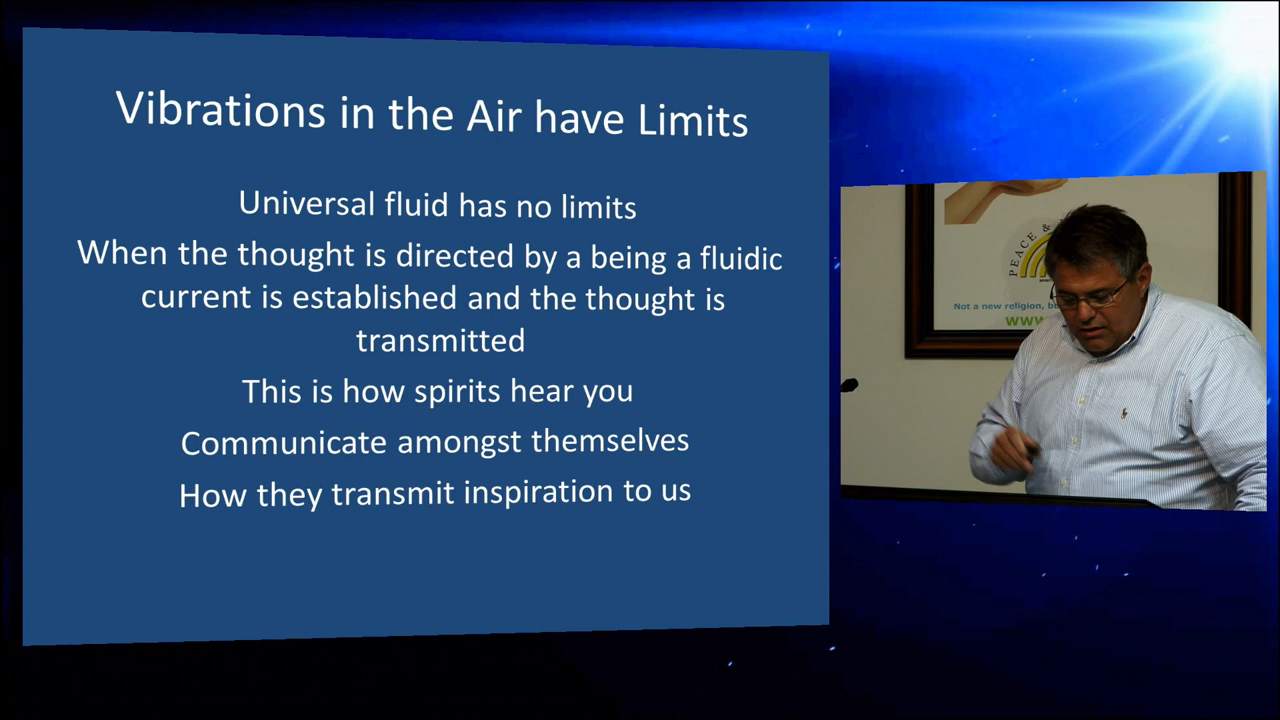 Vibrations in the Air have Limits
Universal fluid has no limits
When the thought is directed by a being a fluidic
current is established and the thought is
transmitted
This is how spirits hear you
Communicate amongst themselves
How they transmit inspiration to us
PEACE &
Not a new religion,
www